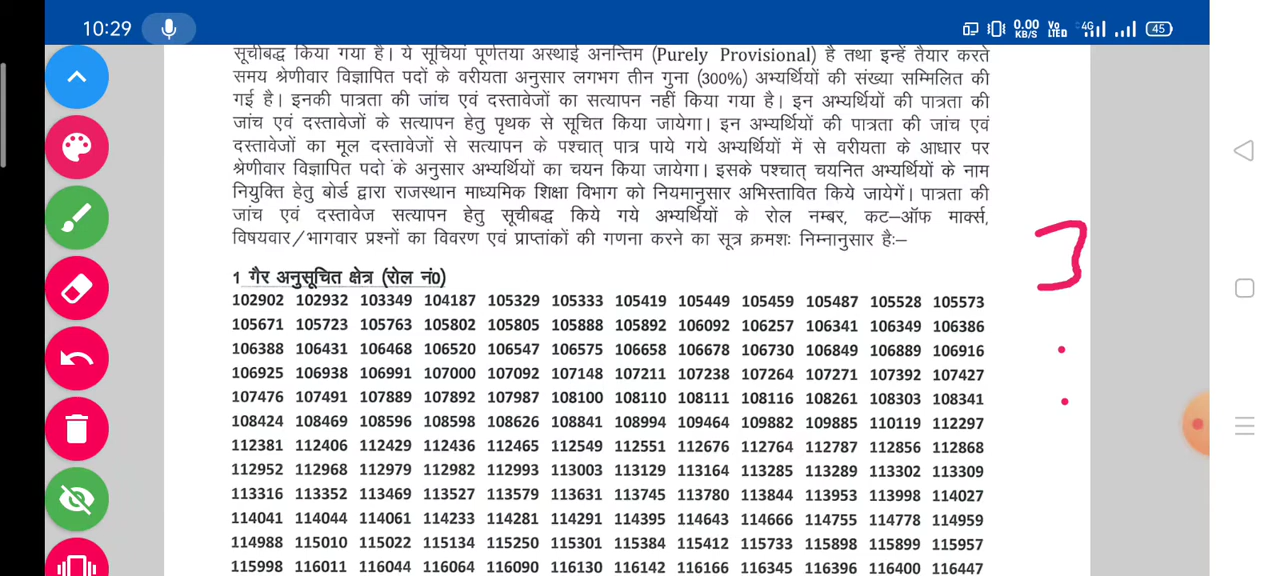 10:29
0.00 KB/S
Vo LTED
4G
45
सूचीबद्ध किया गया है। ये सूचियां पूर्णतया अस्थाई अनन्तिम (Purely Provisional) है तथा इन्हें तैयार करते
समय श्रेणीवार विज्ञापित पदों के वरीयता अनुसार लगभग तीन गुना (300%) अभ्यर्थियों की संख्या सम्मिलित की
गई है। इनकी पात्रता की जांच एवं दस्तावेजों का सत्यापन नहीं किया गया है। इन अभ्यर्थियों की पात्रता की
जांच एवं दस्तावेजों के सत्यापन हेतु पृथक से सूचित किया जायेगा। इन अभ्यर्थियों की पात्रता की जांच एवं
दस्तावेजों का मूल दस्तावेजों से सत्यापन के पश्चात् पात्र पाये गये अभ्यर्थियों में से वरीयता के आधार पर
श्रेणीवार विज्ञापित पदो के अनुसार अभ्यर्थियों का चयन किया जायेगा। इसके पश्चात् चयनित अभ्यर्थियों के नाम
नियुक्ति हेतु बोर्ड द्वारा राजस्थान माध्यमिक शिक्षा विभाग को नियमानुसार अभिस्तावित किये जायेगें। पात्रता की
जांच एवं दस्तावेज सत्यापन हेतु सूचीबद्ध किये गये अभ्यर्थियों के रोल नम्बर, कट–ऑफ मार्क्स,
विषयवार/भागवार प्रश्नों का विवरण एवं प्राप्तांकों की गणना करने का सूत्र क्रमशः निम्नानुसार हैः–
1 गैर अनुसूचित क्षेत्र (रोल नं0)
102902 102932 103349 104187 105329 105333 105419 105449 105459 105487 105528 105573
105671 105723 105763 105802 105805 105888 105892 106092 106257 106341 106349 106386
106388 106431 106468 106520 106547 106575 106658 106678 106730 106849 106889 106916
106925 106938 106991 107000 107092 107148 107211 107238 107264 107271 107392 107427
107476 107491 107889 107892 107987 108100 108110 108111 108116 108261 108303 108341
108424 108469 108596 108598 108626 108841 108994 109464 109882 109885 110119 112297
112381 112406 112429 112436 112465 112549 112551 112676 112764 112787 112856 112868
112952 112968 112979 112982 112993 113003 113129 113164 113285 113289 113302 113309
113316 113352 113469 113527 113579 113631 113745 113780 113844 113953 113998 114027
114041 114044 114061 114233 114281 114291 114395 114643 114666 114755 114778 114959
114988 115010 115022 115134 115250 115301 115384 115412 115733 115898 115899 115957
115998 116011 116044 116064 116090 116130 116142 116166 116345 116396 116400 116447